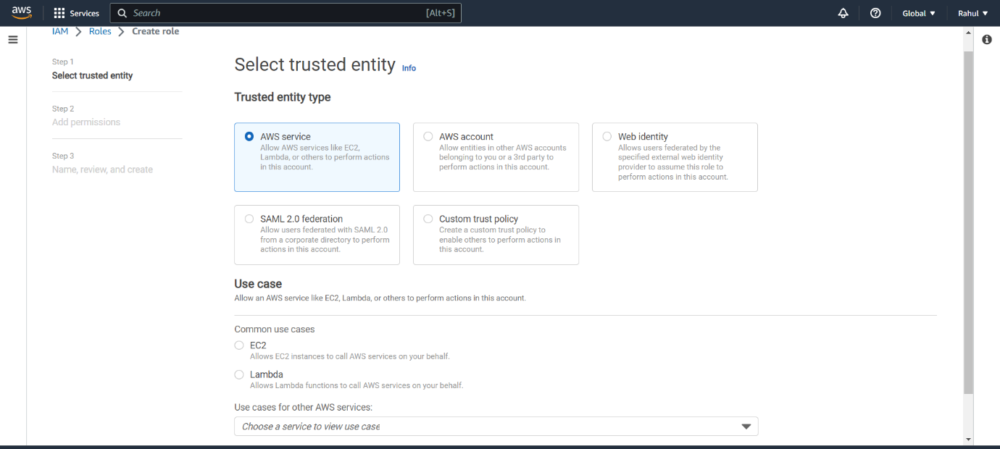 aws Services Search [Alt+S] Global Rahul
IAM Roles Create role
Step 1
Select trusted entity
Step 2
Add permissions
Step 3
Name, review, and create
Select trusted entity Info
Trusted entity type
AWS service
Allow AWS services like EC2,
Lambda, or others to perform actions
in this account.
AWS account
Allow entities in other AWS accounts
belonging to you or a 3rd party to
perform actions in this account.
Web identity
Allows users federated by the
specified external web identity
provider to assume this role to
perform actions in this account.
SAML 2.0 federation
Allow users federated with SAML 2.0
from a corporate directory to perform
actions in this account.
Custom trust policy
Create a custom trust policy to
enable others to perform actions in
this account.
Use case
Allow an AWS service like EC2, Lambda, or others to perform actions in this account.
Common use cases
EC2
Allows EC2 instances to call AWS services on your behalf.
Lambda
Allows Lambda functions to call AWS services on your behalf.
Use cases for other AWS services:
Choose a service to view use case